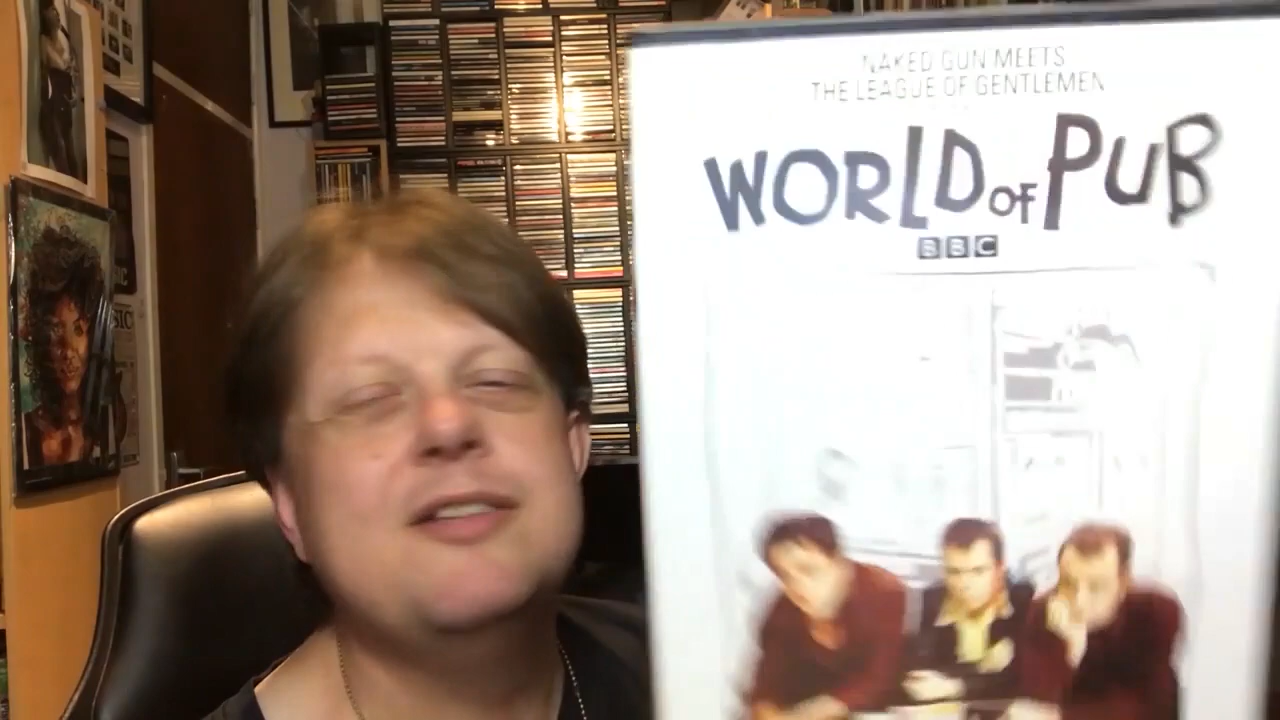 NAKED GUN MEETS
THE LEAGUE OF GENTLEMEN
WORLD OF PUB
BBC